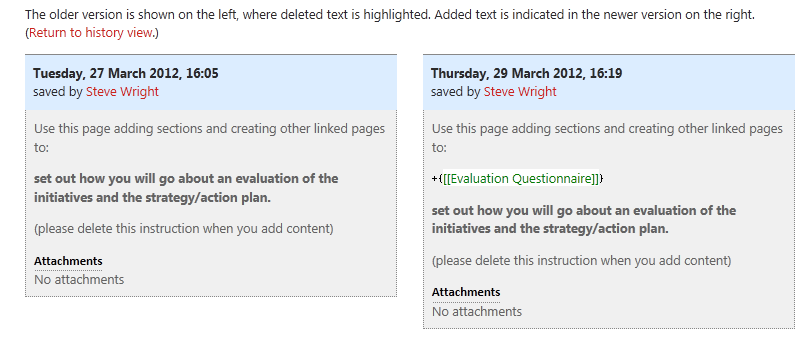 The older version is shown on the left, where deleted text is highlighted. Added text is indicated in the newer version on the right.
(Return to history view.)
Tuesday, 27 March 2012, 16:05
saved by Steve Wright
Use this page adding sections and creating other linked pages
to:
set out how you will go about an evaluation of the
initiatives and the strategy/action plan.
(please delete this instruction when you add content)
Attachments
No attachments
Thursday, 29 March 2012, 16:19
saved by Steve Wright
Use this page adding sections and creating other linked pages
to:
+{[[Evaluation Questionnaire]]}
set out how you will go about an evaluation of the
initiatives and the strategy/action plan.
(please delete this instruction when you add content)
Attachments
No attachments